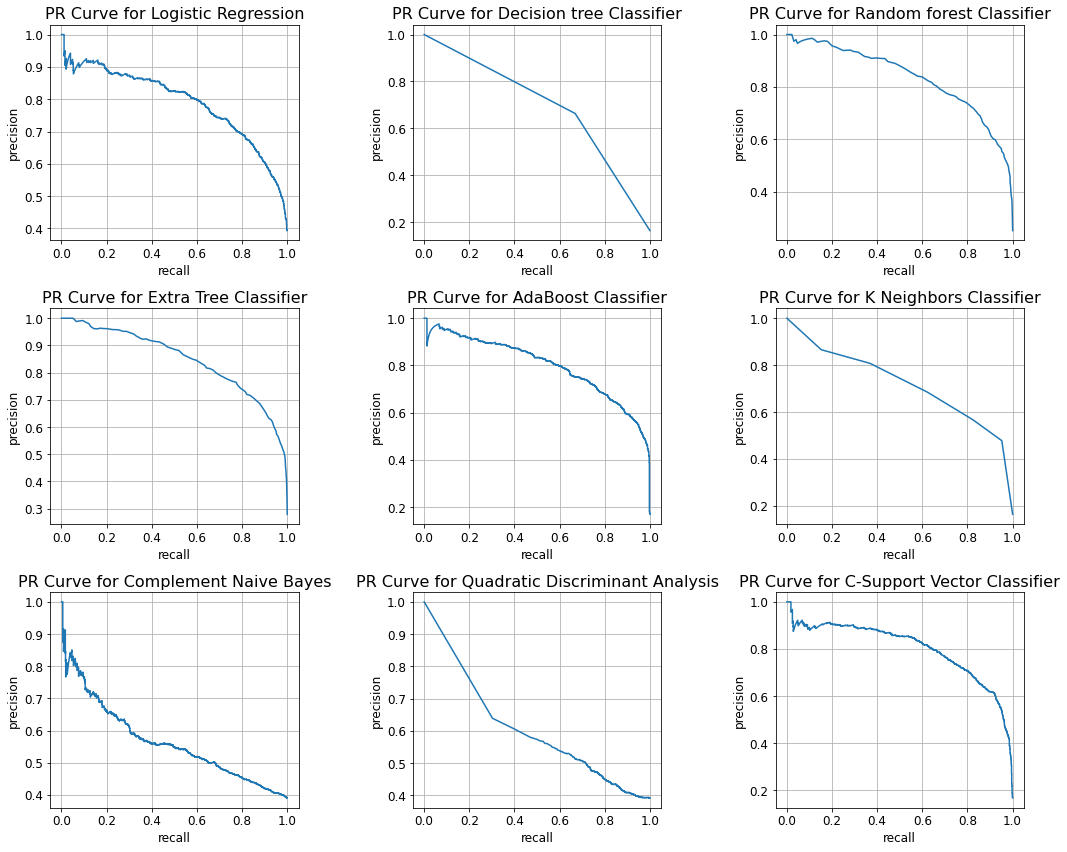 PR Curve for Logistic Regression
1.0
0.9
0.8
0.7
0.6
0.5
0.4
precision
0.0 0.2 0.4 0.6 0.8 1.0
recall
PR Curve for Decision tree Classifier
1.0
0.8
0.6
0.4
0.2
precision
0.0 0.2 0.4 0.6 0.8 1.0
recall
PR Curve for Random forest Classifier
1.0
0.8
0.6
0.4
precision
0.0 0.2 0.4 0.6 0.8 1.0
recall
PR Curve for Extra Tree Classifier
1.0
0.9
0.8
0.7
0.6
0.5
0.4
0.3
precision
0.0 0.2 0.4 0.6 0.8 1.0
recall
PR Curve for AdaBoost Classifier
1.0
0.8
0.6
0.4
0.2
precision
0.0 0.2 0.4 0.6 0.8 1.0
recall
PR Curve for K Neighbors Classifier
1.0
0.8
0.6
0.4
0.2
precision
0.0 0.2 0.4 0.6 0.8 1.0
recall
PR Curve for Complement Naive Bayes
1.0
0.9
0.8
0.7
0.6
0.5
0.4
precision
0.0 0.2 0.4 0.6 0.8 1.0
recall
PR Curve for Quadratic Discriminant Analysis
1.0
0.9
0.8
0.7
0.6
0.5
0.4
precision
0.0 0.2 0.4 0.6 0.8 1.0
recall
PR Curve for C-Support Vector Classifier
1.0
0.8
0.6
0.4
0.2
precision
0.0 0.2 0.4 0.6 0.8 1.0
recall